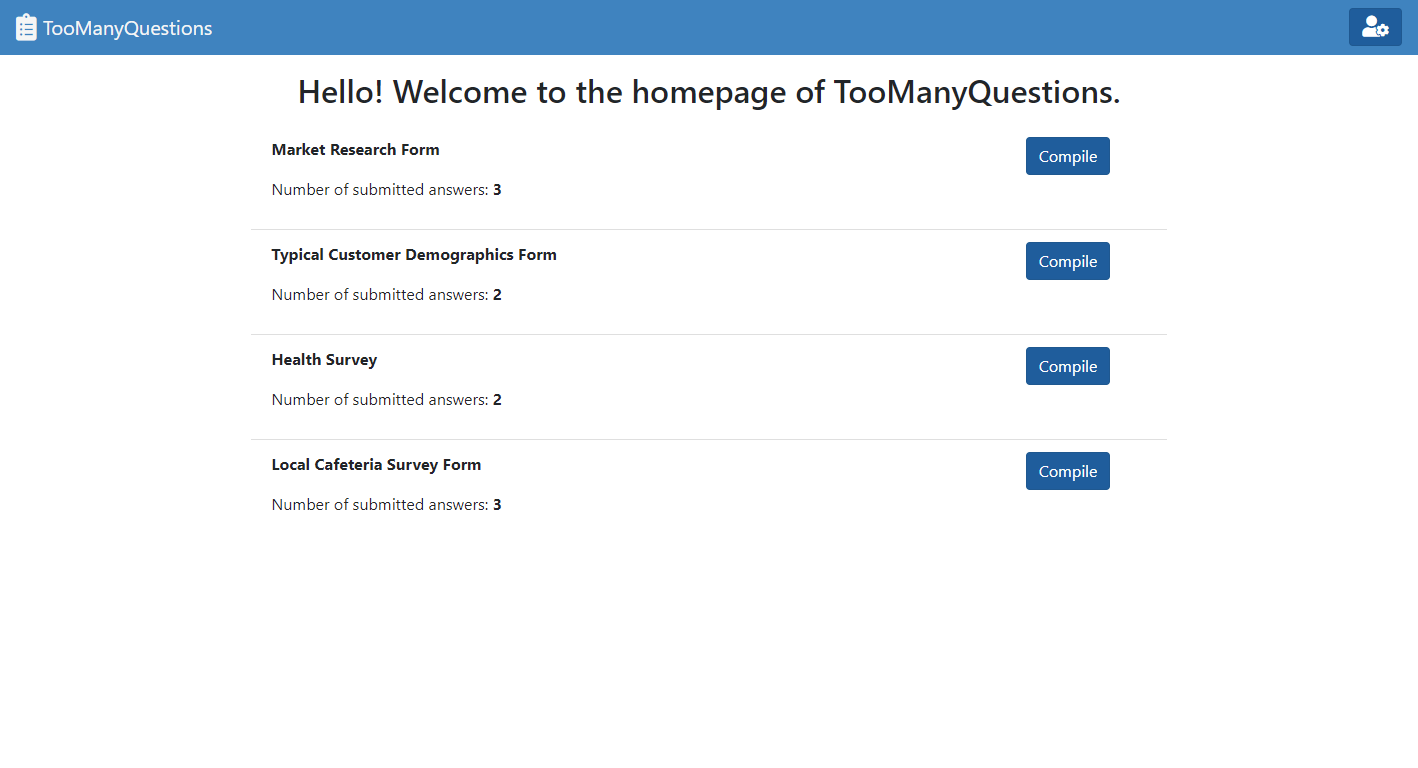 TooManyQuestions
Hello! Welcome to the homepage of TooManyQuestions.
Market Research Form
Compile
Number of submitted answers: 3
Typical Customer Demographics Form
Compile
Number of submitted answers: 2
Health Survey
Compile
Number of submitted answers: 2
Local Cafeteria Survey Form
Compile
Number of submitted answers: 3